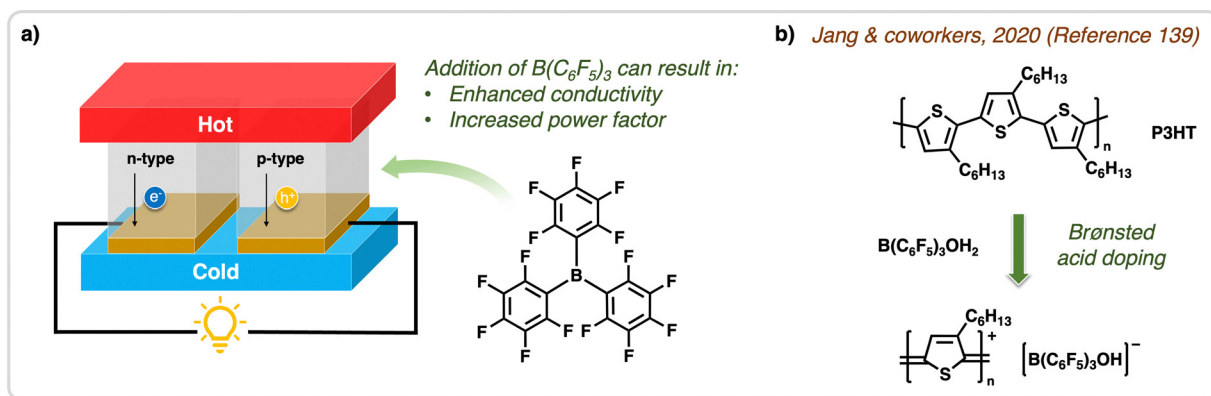 a)
Addition of B(C₆F₅)₃ can result in:
• Enhanced conductivity
• Increased power factor
Hot
n-type
p-type
e⁻
h⁺
Cold
F
F
F
F
F
B
F
F
F
F
F
F
F
F
F
F
b) Jang & coworkers, 2020 (Reference 139)
C₆H₁₃
S
S
S
n
P3HT
C₆H₁₃
C₆H₁₃
B(C₆F₅)₃OH₂
Brønsted
acid doping
C₆H₁₃
+
S
n
[B(C₆F₅)₃OH]⁻